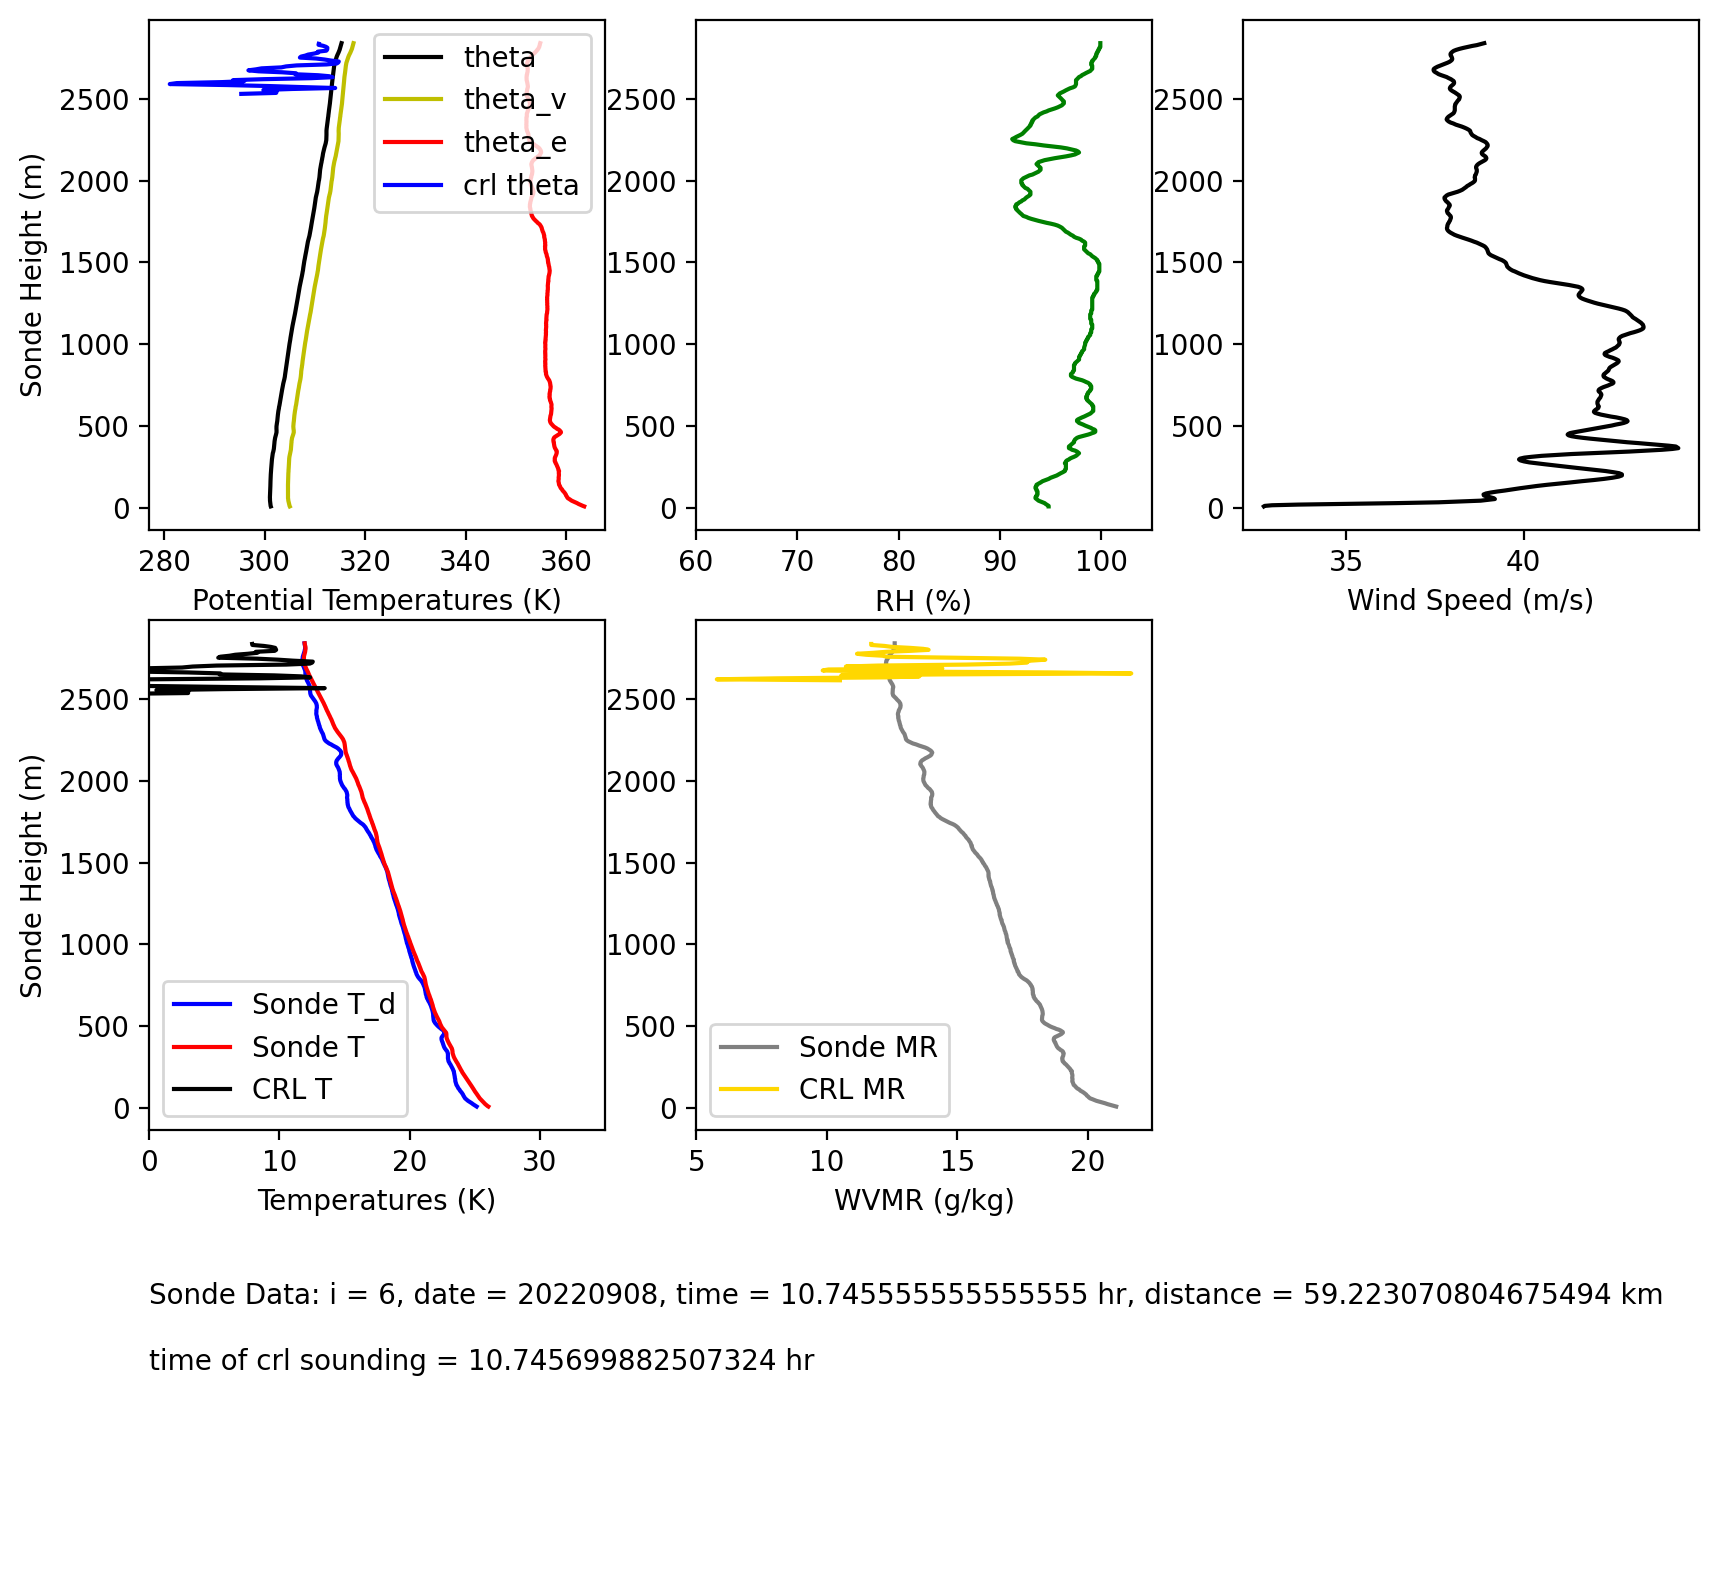 theta
theta_v
theta_e
crl theta
2500
2000
1500
1000
500
0
Sonde Height (m)
280 300 320 340 360
Potential Temperatures (K)
2500
2000
1500
1000
500
0
60 70 80 90 100
RH (%)
2500
2000
1500
1000
500
0
35 40
Wind Speed (m/s)
2500
2000
1500
1000
500
0
Sonde Height (m)
Sonde T_d
Sonde T
CRL T
0 10 20 30
Temperatures (K)
2500
2000
1500
1000
500
0
Sonde MR
CRL MR
5 10 15 20
WVMR (g/kg)
Sonde Data: i = 6, date = 20220908, time = 10.745555555555555 hr, distance = 59.223070804675494 km
time of crl sounding = 10.745699882507324 hr